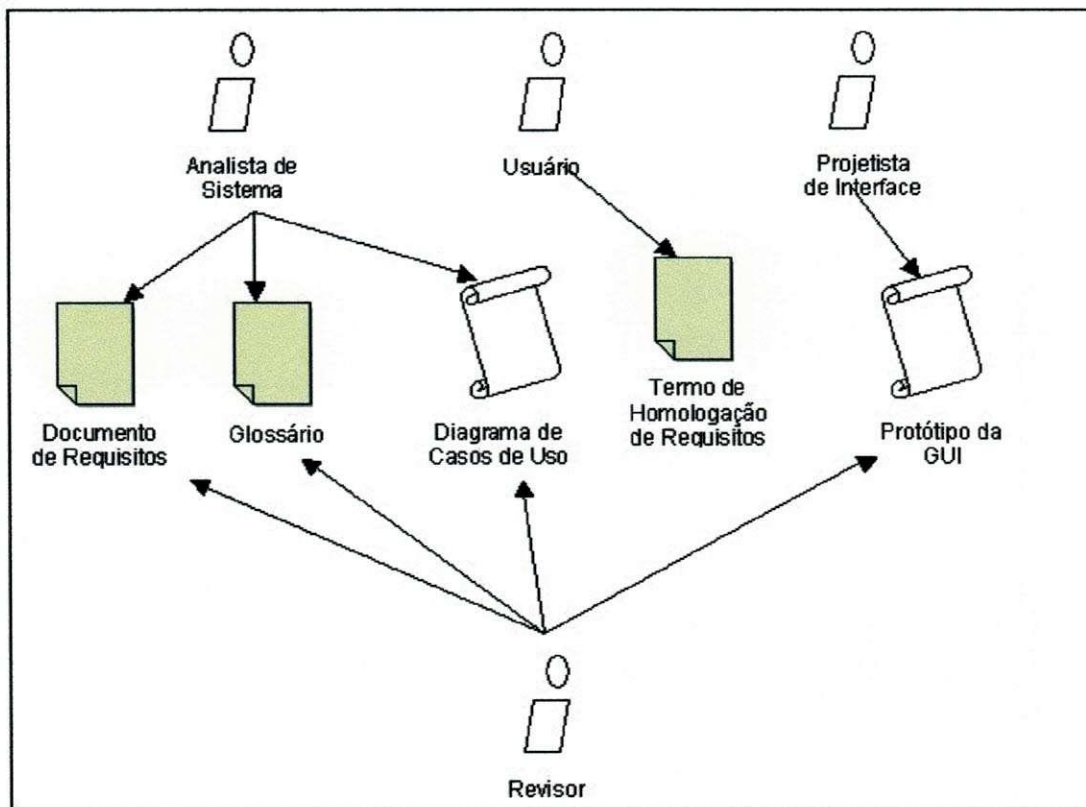 Analista de
Sistema
Usuário
Projetista
de Interface
Documento
de Requisitos
Glossário
Diagrama de
Casos de Uso
Termo de
Homologação
de Requisitos
Protótipo da
GUI
Revisor